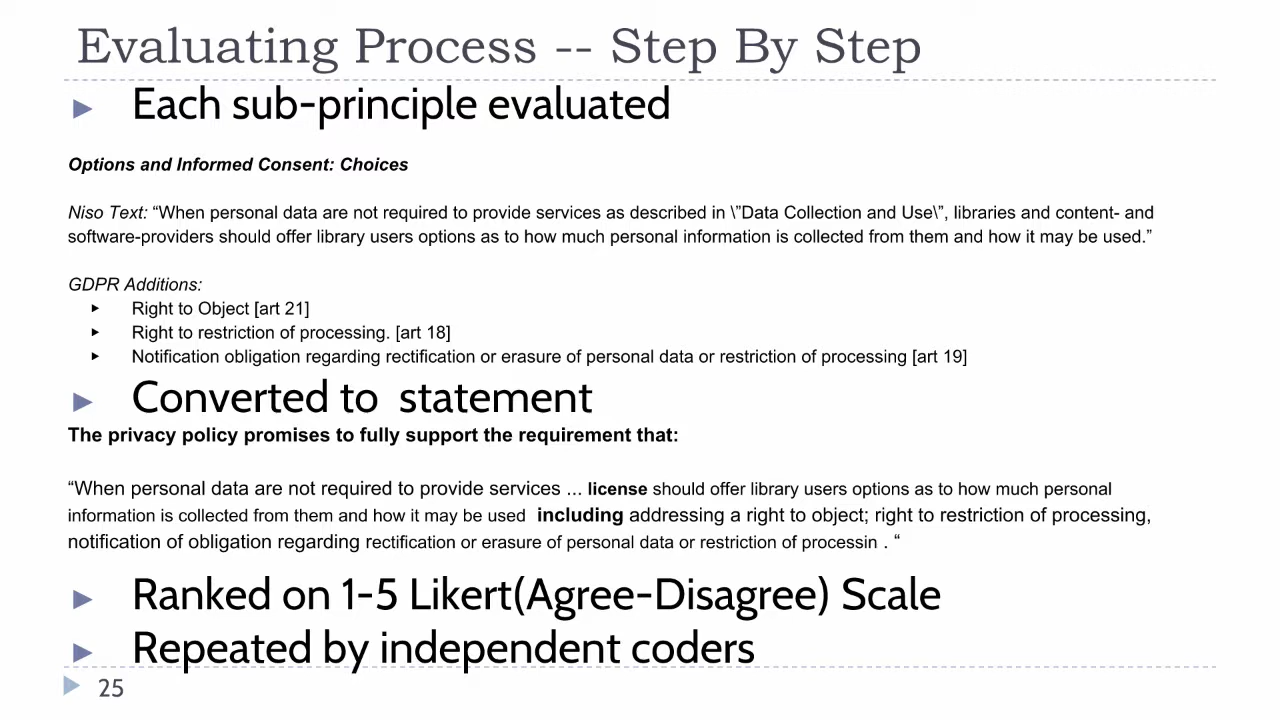 Evaluating Process -- Step By Step
► Each sub-principle evaluated
Options and Informed Consent: Choices
Niso Text: “When personal data are not required to provide services as described in \”Data Collection and Use\”, libraries and content- and
software-providers should offer library users options as to how much personal information is collected from them and how it may be used.”
GDPR Additions:
► Right to Object [art 21]
► Right to restriction of processing. [art 18]
► Notification obligation regarding rectification or erasure of personal data or restriction of processing [art 19]
► Converted to  statement
The privacy policy promises to fully support the requirement that:
“When personal data are not required to provide services ... license should offer library users options as to how much personal
information is collected from them and how it may be used  including addressing a right to object; right to restriction of processing,
notification of obligation regarding rectification or erasure of personal data or restriction of processin . “
► Ranked on 1-5 Likert(Agree-Disagree) Scale
► Repeated by independent coders
25